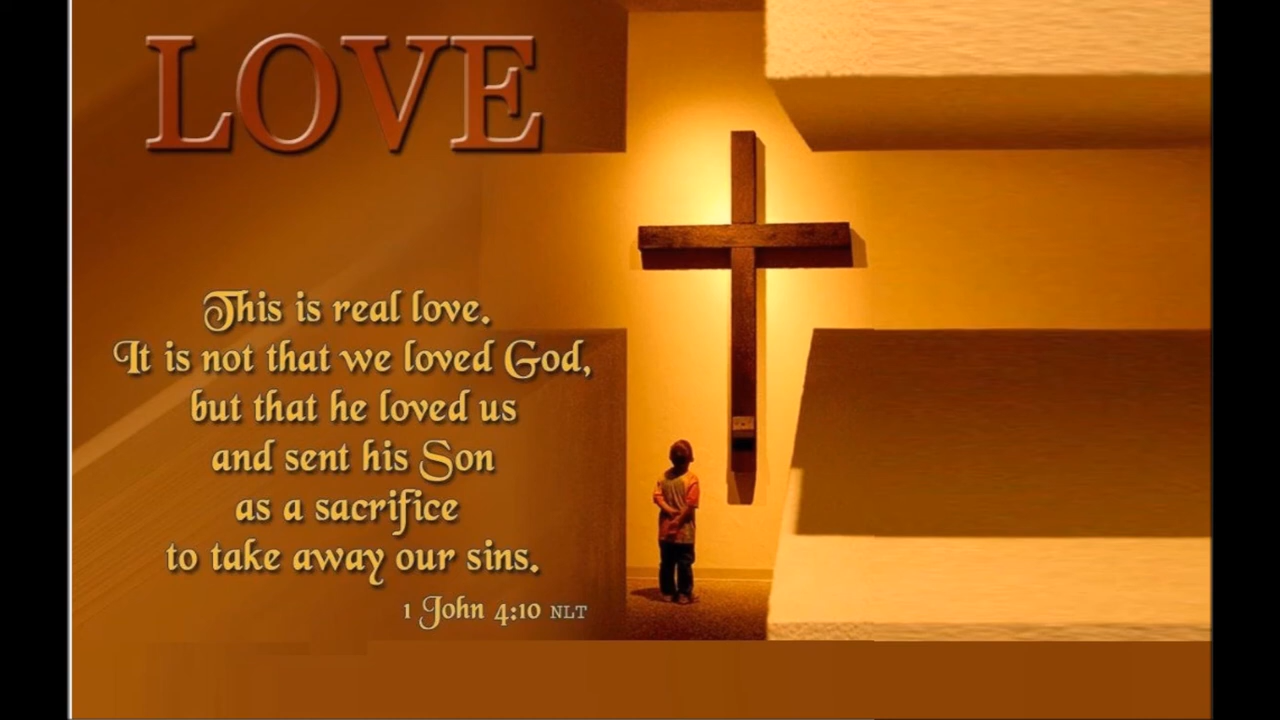 LOVE
This is real love.
It is not that we loved God,
but that he loved us
and sent his Son
as a sacrifice
to take away our sins.
1 John 4:10 NLT